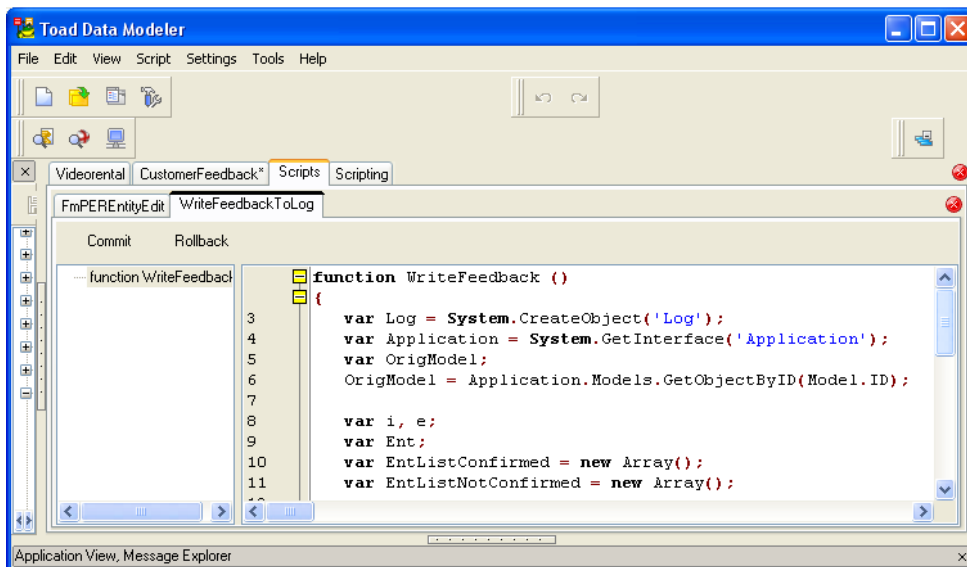 Toad Data Modeler
File Edit View Script Settings Tools Help
Videorental CustomerFeedback* Scripts Scripting
FmPEREntityEdit WriteFeedbackToLog
Commit Rollback
function WriteFeedback
function WriteFeedback ()
{
3 var Log = System.CreateObject('Log');
4 var Application = System.GetInterface('Application');
5 var OrigModel;
6 OrigModel = Application.Models.GetObjectByID(Model.ID);
7
8 var i, e;
9 var Ent;
10 var EntListConfirmed = new Array();
11 var EntListNotConfirmed = new Array();
Application View, Message Explorer